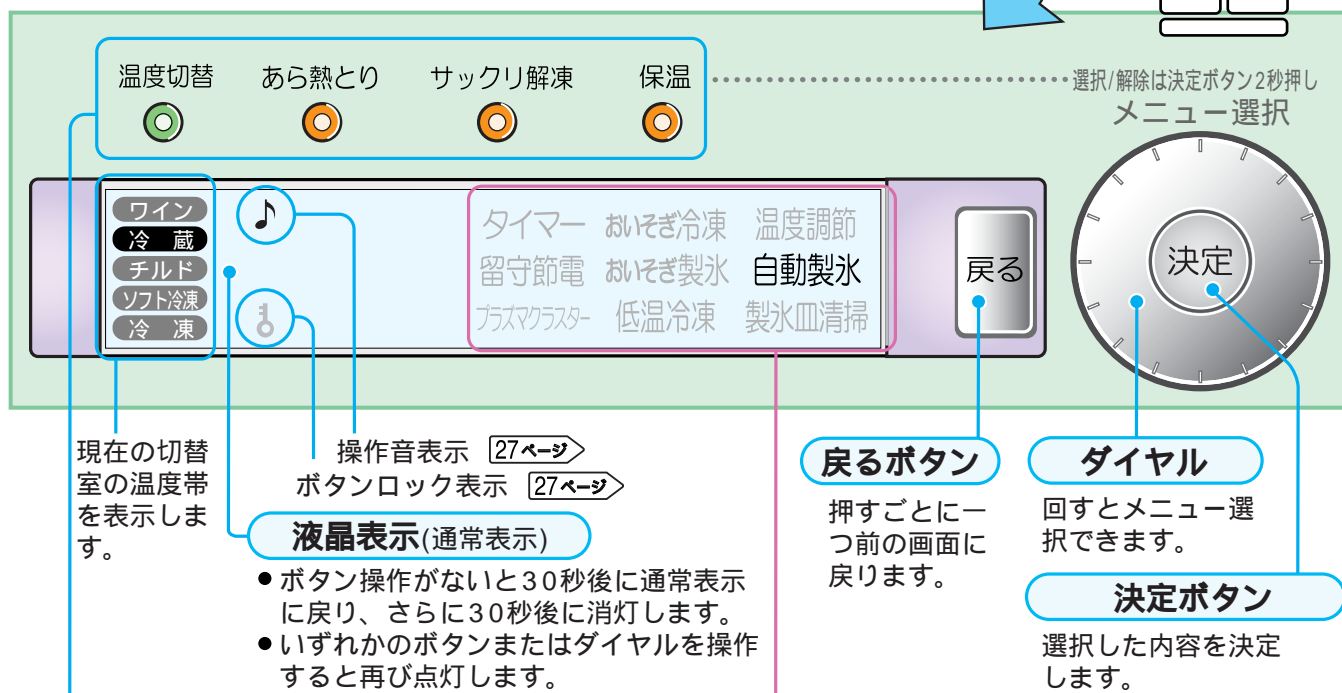 温度切替 あら熱とり サックリ解凍 保温
選択/解除は決定ボタン2秒押し
メニュー選択
ワイン
冷 蔵
チルド
ソフト冷凍
冷 凍
タイマー おいそぎ冷凍 温度調節
留守節電 おいそぎ製氷 自動製氷
プラズマクラスター 低温冷凍 製氷皿清掃
戻る
決定
現在の切替
室の温度帯
を表示しま
す。
操作音表示 27ページ
ボタンロック表示 27ページ
液晶表示(通常表示)
●ボタン操作がないと30秒後に通常表示
に戻り、さらに30秒後に消灯します。
●いずれかのボタンまたはダイヤルを操作
すると再び点灯します。
戻るボタン
押すごとに一
つ前の画面に
戻ります。
ダイヤル
回すとメニュー選
択できます。
決定ボタン
選択した内容を決定
します。